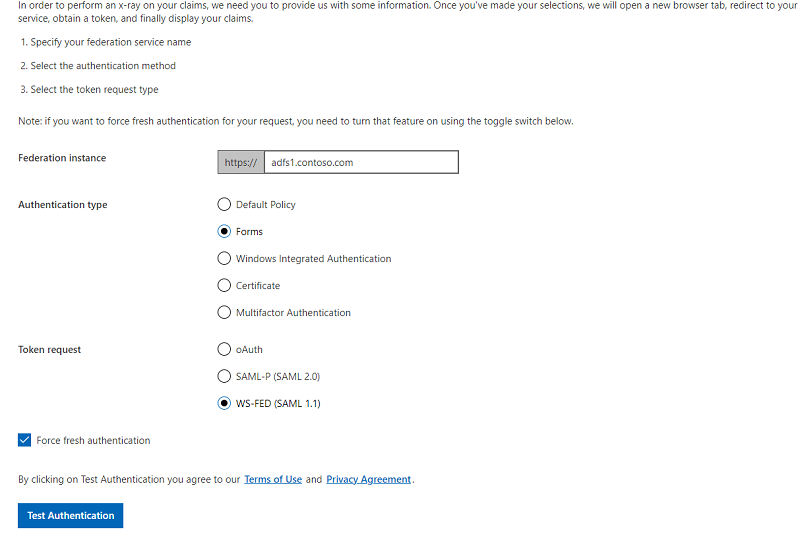 In order to perform an x-ray on your claims, we need you to provide us with some information. Once you've made your selections, we will open a new browser tab, redirect to your
service, obtain a token, and finally display your claims.
1. Specify your federation service name
2. Select the authentication method
3. Select the token request type
Note: if you want to force fresh authentication for your request, you need to turn that feature on using the toggle switch below.
Federation instance https:// adfs1.contoso.com
Authentication type Default Policy
Forms
Windows Integrated Authentication
Certificate
Multifactor Authentication
Token request oAuth
SAML-P (SAML 2.0)
WS-FED (SAML 1.1)
Force fresh authentication
By clicking on Test Authentication you agree to our Terms of Use and Privacy Agreement.
Test Authentication